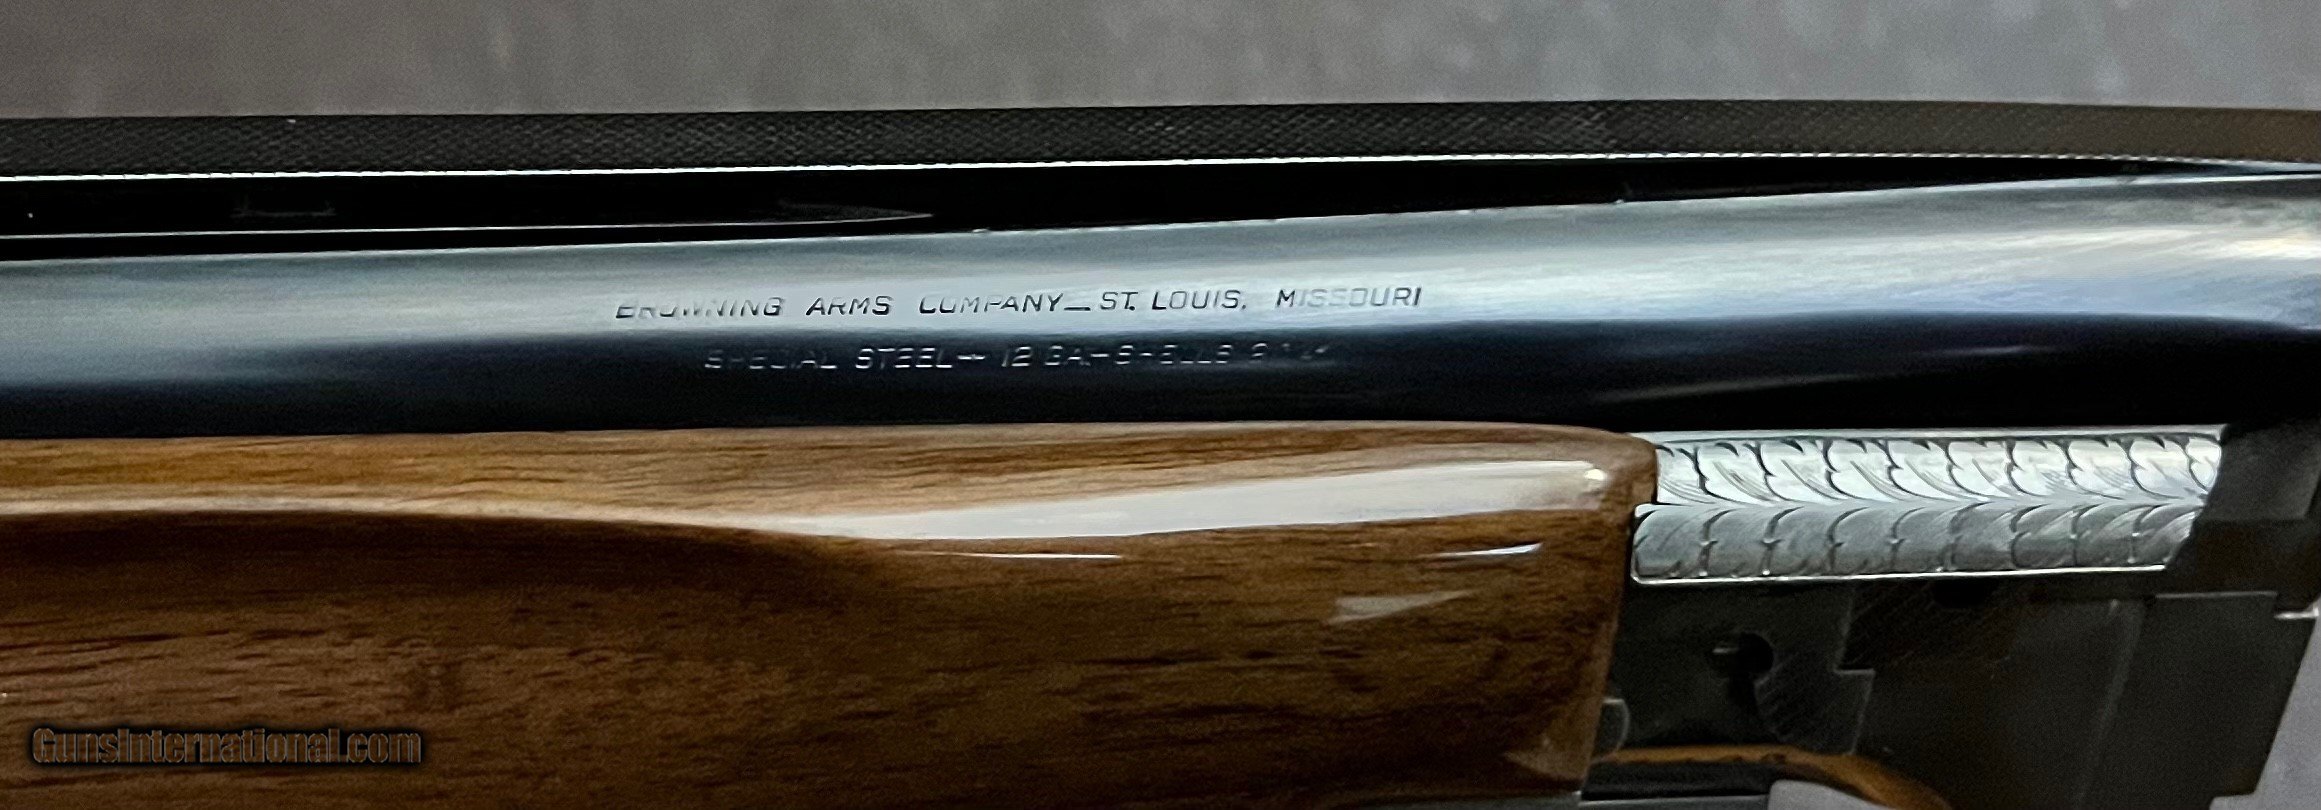 BROWNING ARMS COMPANY—ST. LOUIS, MISSOURI
SPECIAL STEEL—12 GA.—SHELLS
GunsInternational.com